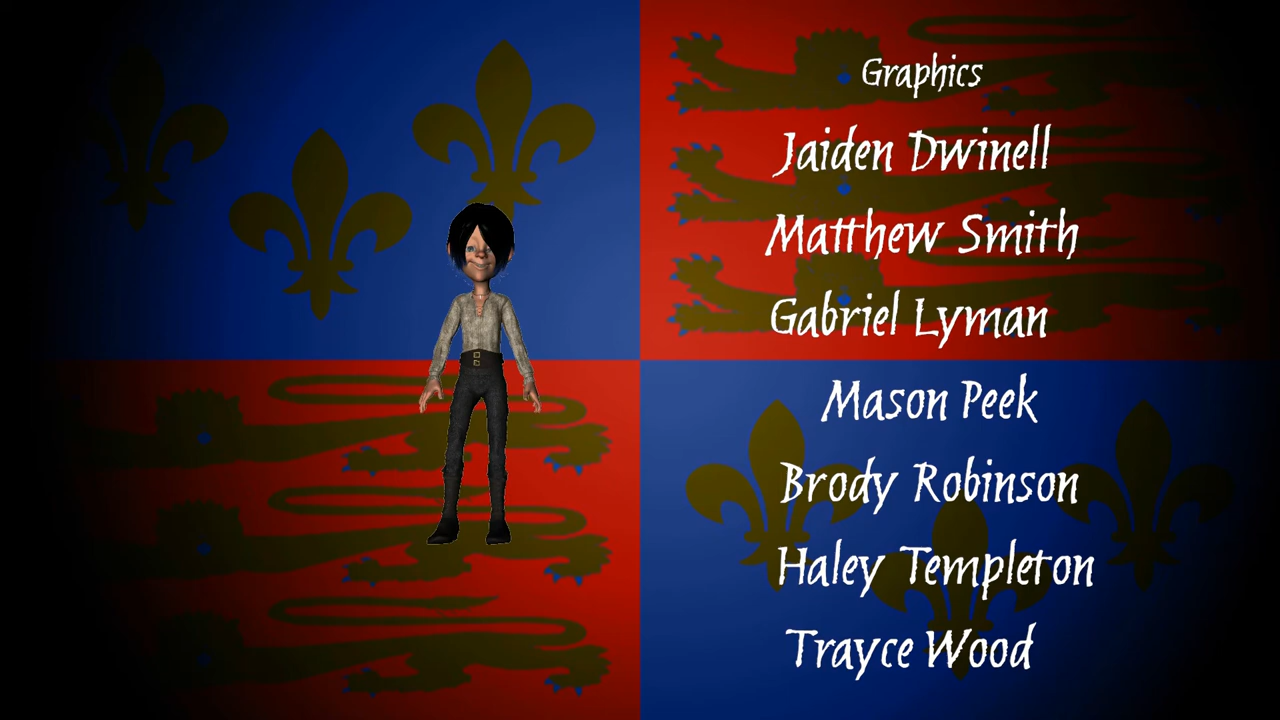 Graphics
Jaiden Dwinell
Matthew Smith
Gabriel Lyman
Mason Peek
Brody Robinson
Haley Templeton
Trayce Wood